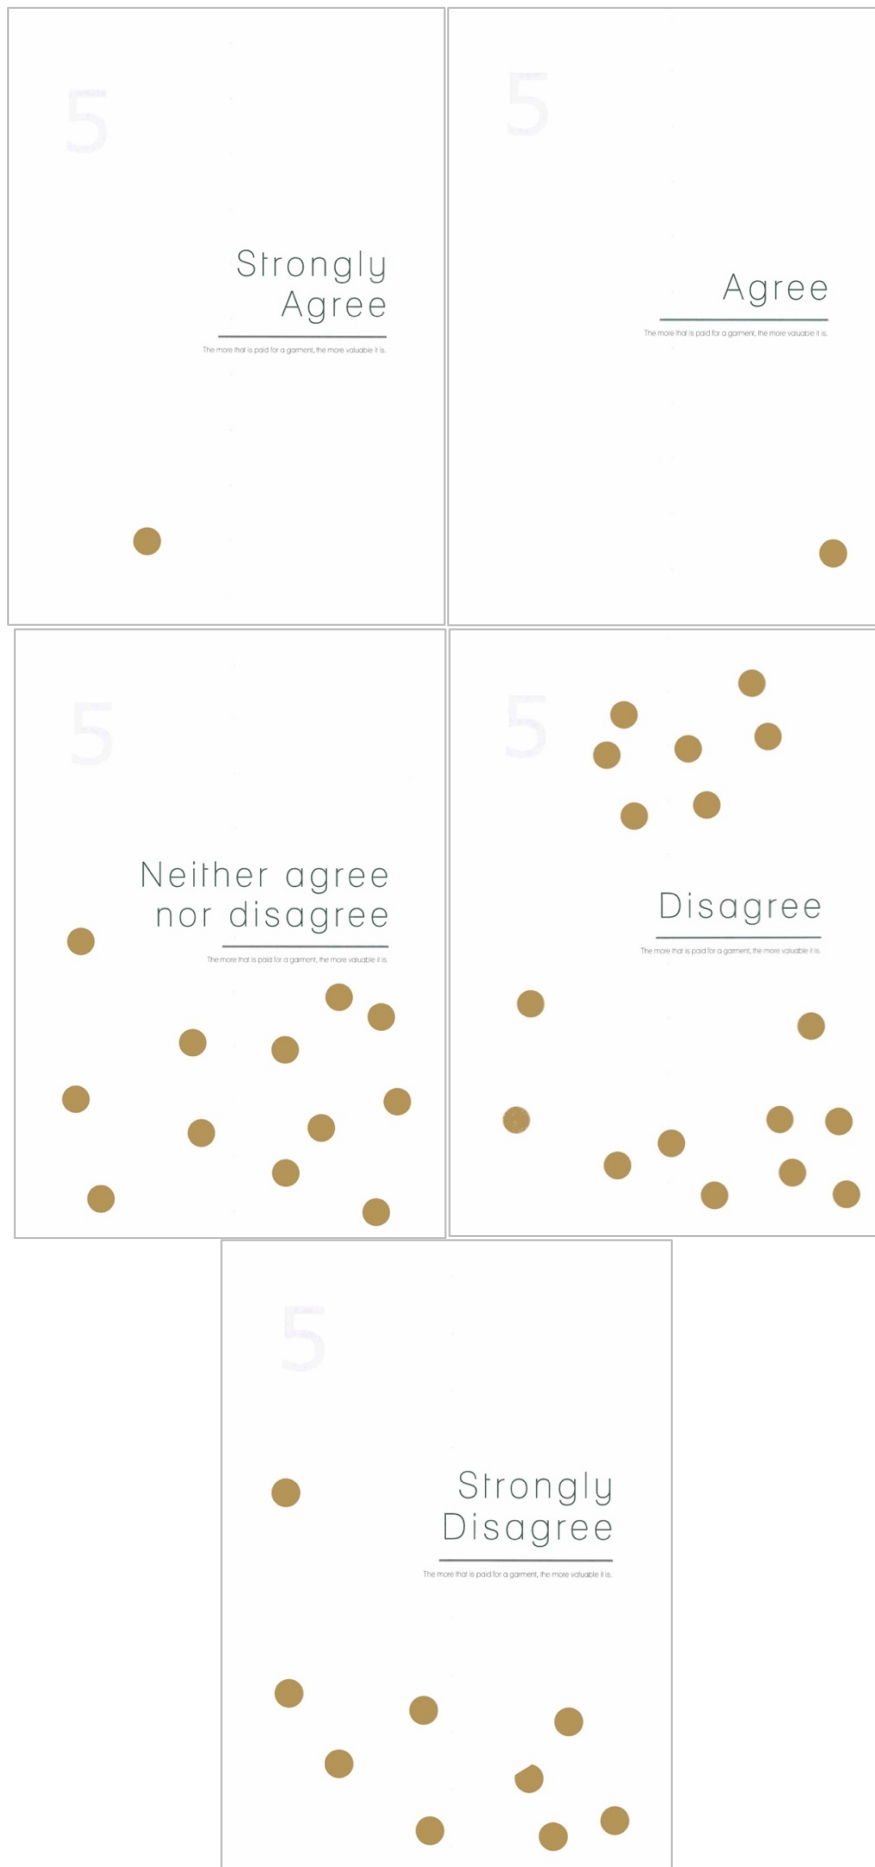 5
Strongly
Agree
The more that is paid for a garment, the more valuable it is.
5
Agree
The more that is paid for a garment, the more valuable it is.
5
Neither agree
nor disagree
The more that is paid for a garment, the more valuable it is.
5
Disagree
The more that is paid for a garment, the more valuable it is.
5
Strongly
Disagree
The more that is paid for a garment, the more valuable it is.